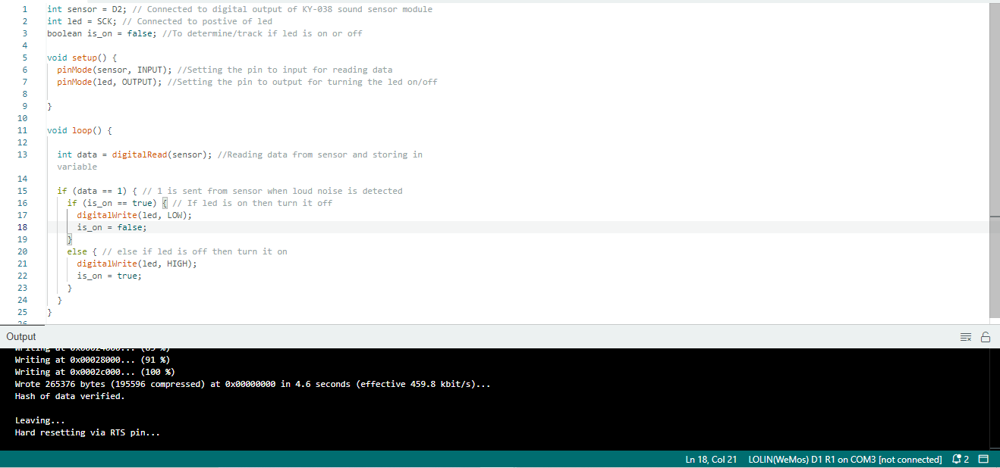 1 int sensor = D2; // Connected to digital output of KY-038 sound sensor module
2 int led = SCK; // Connected to postive of led
3 boolean is_on = false; //To determine/track if led is on or off
4
5 void setup() {
6 pinMode(sensor, INPUT); //Setting the pin to input for reading data
7 pinMode(led, OUTPUT); //Setting the pin to output for turning the led on/off
8
9 }
10
11 void loop() {
12
13 int data = digitalRead(sensor); //Reading data from sensor and storing in
variable
14
15 if (data == 1) { // 1 is sent from sensor when loud noise is detected
16 if (is_on == true) { // If led is on then turn it off
17 digitalWrite(led, LOW);
18 is_on = false;
19 }
20 else { // else if led is off then turn it on
21 digitalWrite(led, HIGH);
22 is_on = true;
23 }
24 }
25 }
26
Output
Writing at 0x00024000... (83 %)
Writing at 0x00028000... (91 %)
Writing at 0x0002c000... (100 %)
Wrote 265376 bytes (195596 compressed) at 0x00000000 in 4.6 seconds (effective 459.8 kbit/s)...
Hash of data verified.
Leaving...
Hard resetting via RTS pin...
Ln 18, Col 21 LOLIN(WeMos) D1 R1 on COM3 [not connected] 2